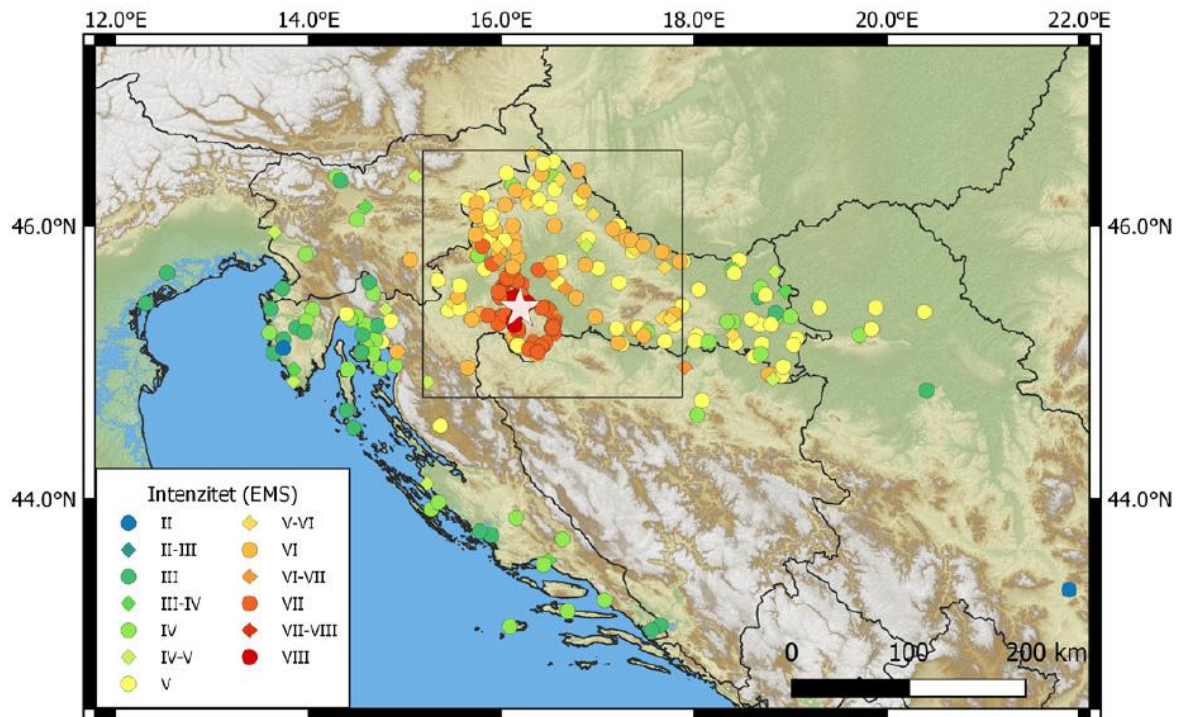 12.0°E 14.0°E 16.0°E 18.0°E 20.0°E 22.0°E
46.0°N 46.0°N
44.0°N 44.0°N
Intenzitet (EMS)
II V-VI
II-III VI
III VI-VII
III-IV VII
IV VII-VIII
IV-V VIII
V
0 100 200 km